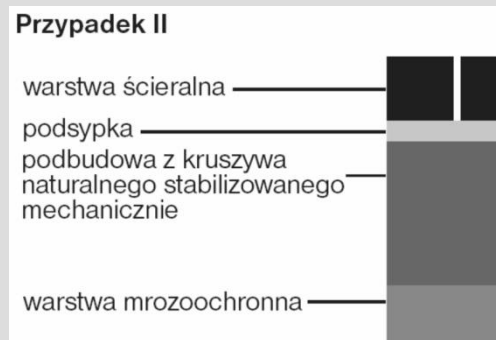 Przypadek II
warstwa ścieralna
podsypka
podbudowa z kruszywa
naturalnego stabilizowanego
mechanicznie
warstwa mrozoochronna